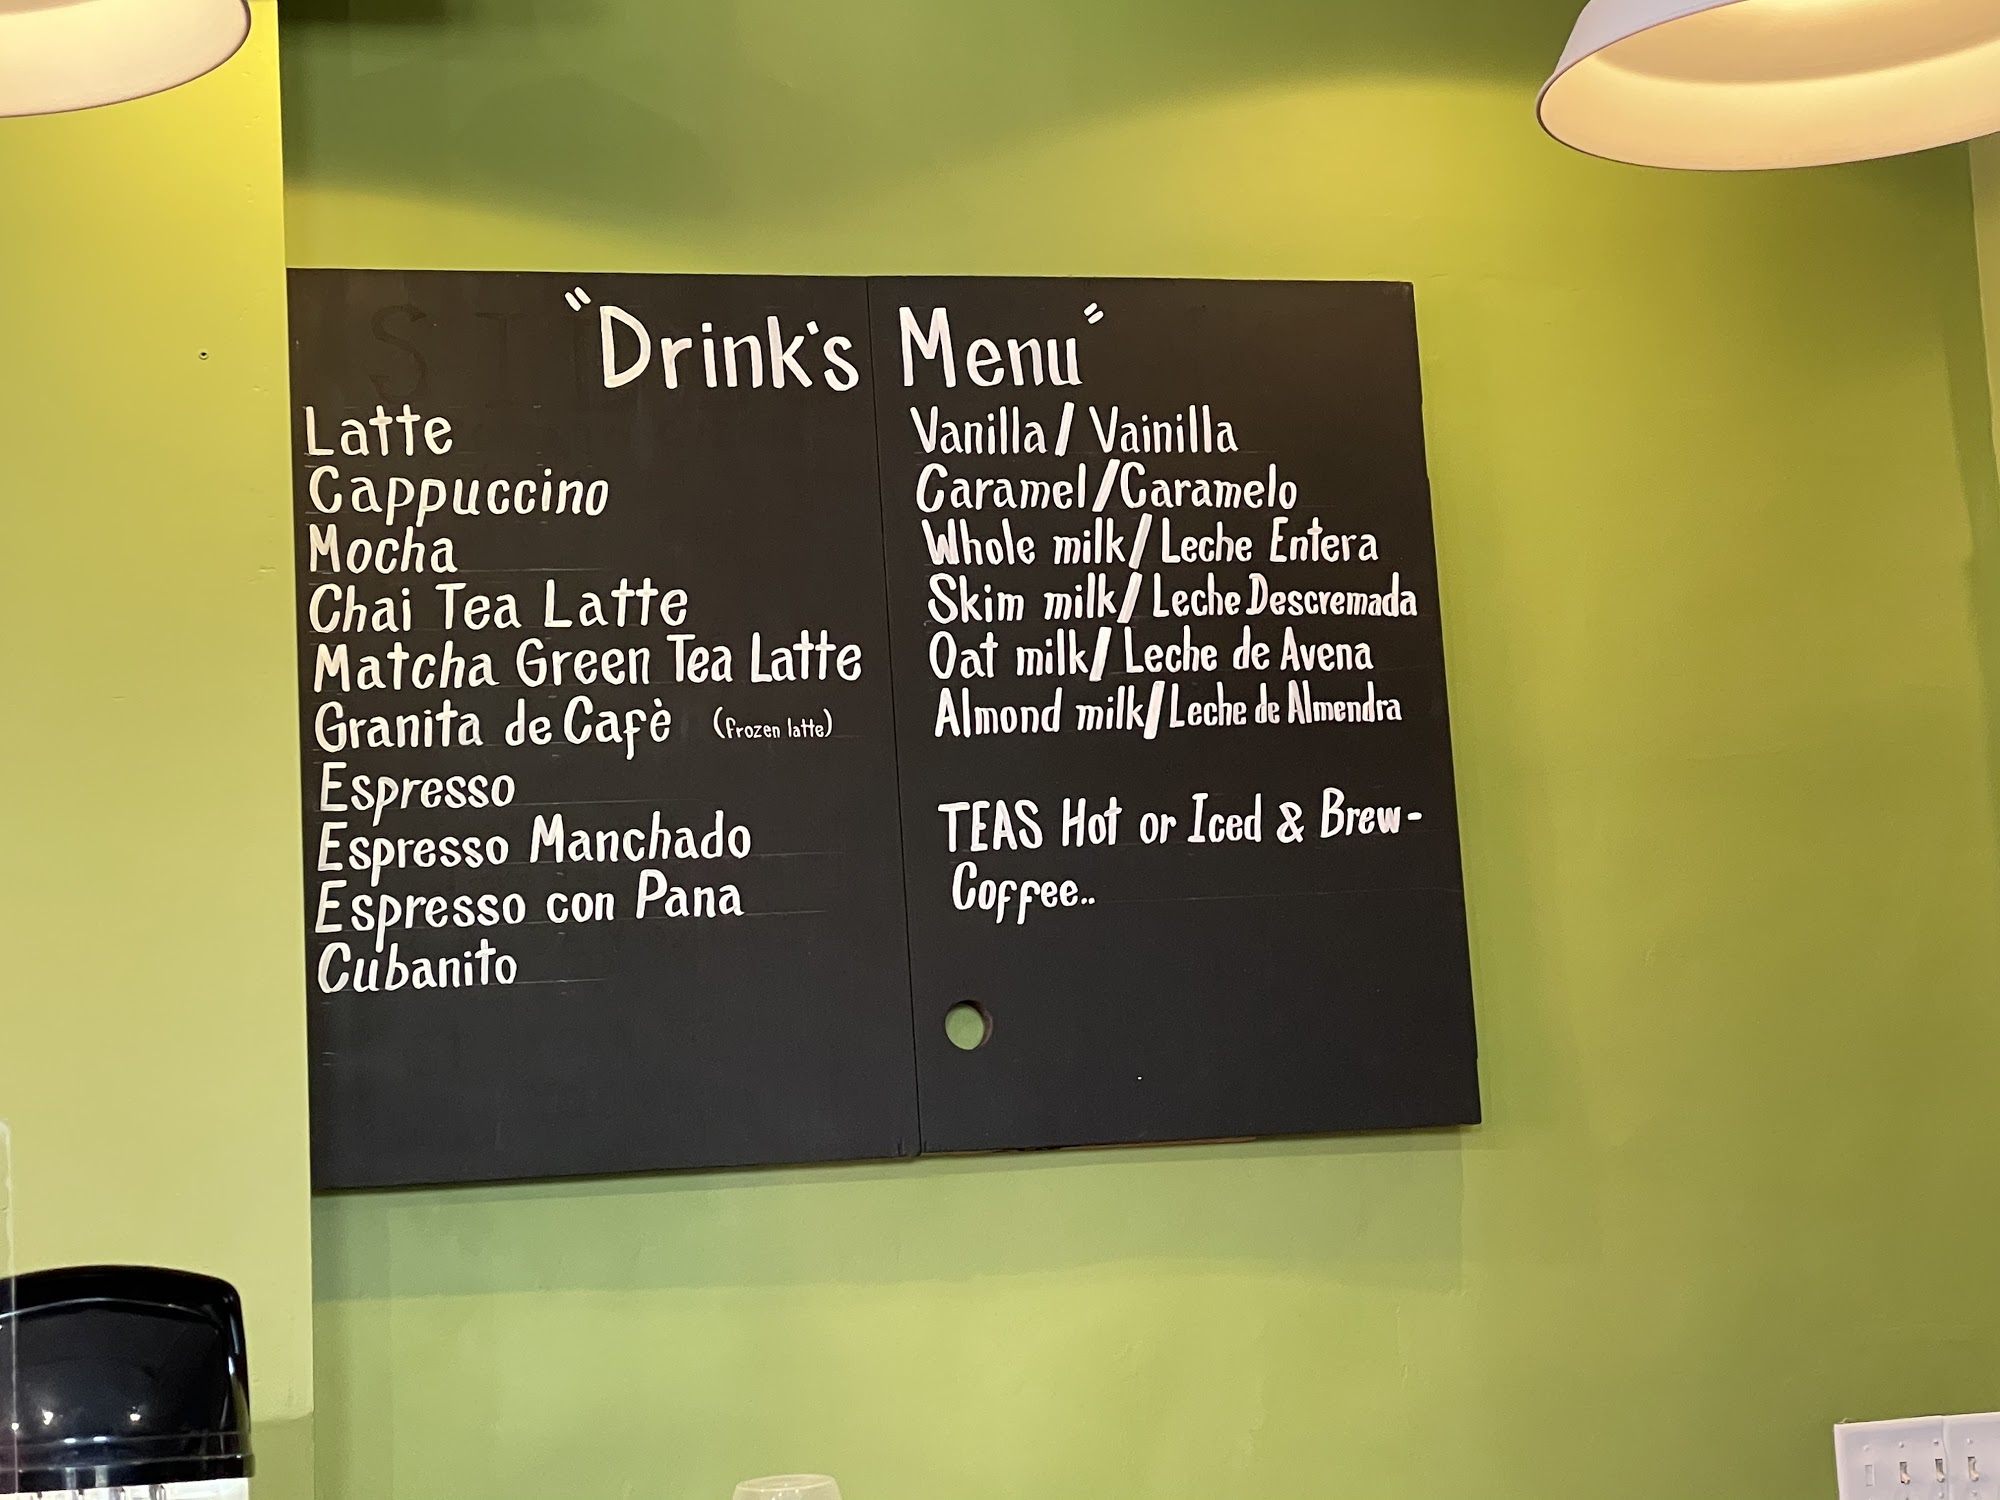 "Drink's Menu"
Latte
Cappuccino
Mocha
Chai Tea Latte
Matcha Green Tea Latte
Granita de Cafè (frozen latte)
Espresso
Espresso Manchado
Espresso con Pana
Cubanito
Vanilla/ Vainilla
Caramel/Caramelo
Whole milk/ Leche Entera
Skim milk/ Leche Descremada
Oat milk/ Leche de Avena
Almond milk/ Leche de Almendra
TEAS Hot or Iced & Brew-
Coffee..